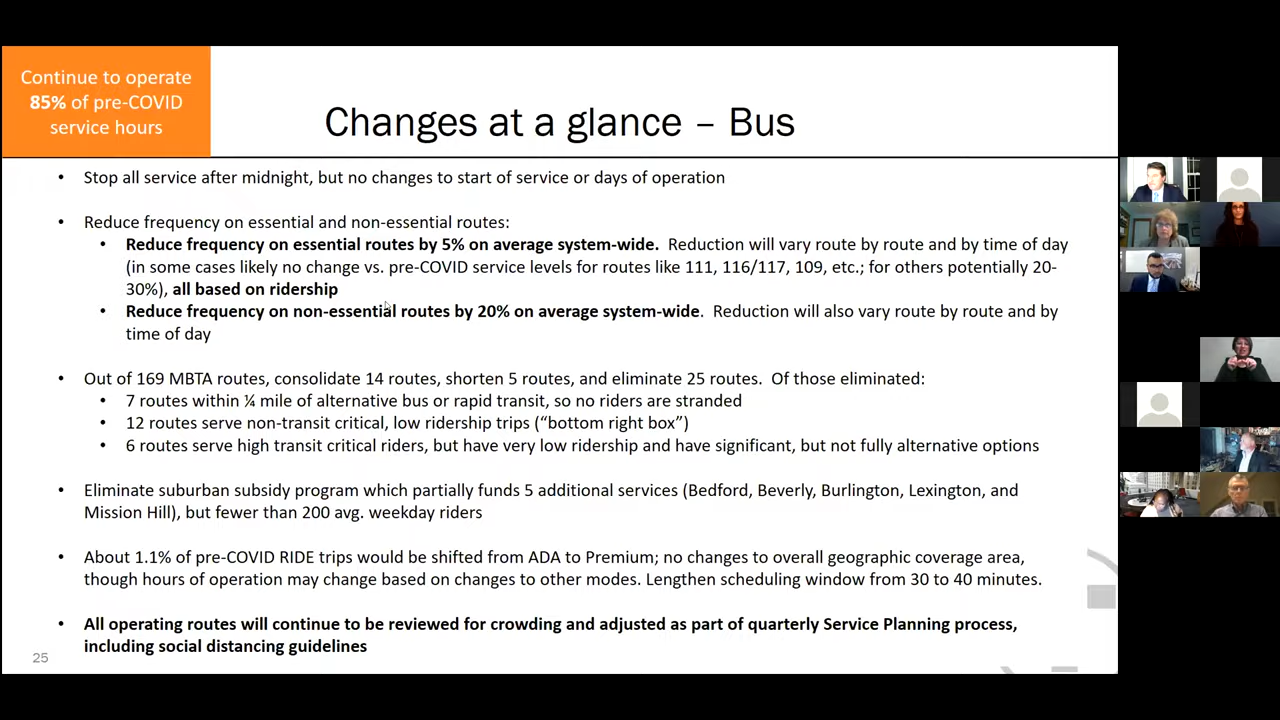 Continue to operate
85% of pre-COVID
service hours
Changes at a glance – Bus
• Stop all service after midnight, but no changes to start of service or days of operation
• Reduce frequency on essential and non-essential routes:
• Reduce frequency on essential routes by 5% on average system-wide. Reduction will vary route by route and by time of day
(in some cases likely no change vs. pre-COVID service levels for routes like 111, 116/117, 109, etc.; for others potentially 20-
30%), all based on ridership
• Reduce frequency on non-essential routes by 20% on average system-wide. Reduction will also vary route by route and by
time of day
• Out of 169 MBTA routes, consolidate 14 routes, shorten 5 routes, and eliminate 25 routes. Of those eliminated:
• 7 routes within ¼ mile of alternative bus or rapid transit, so no riders are stranded
• 12 routes serve non-transit critical, low ridership trips (“bottom right box”)
• 6 routes serve high transit critical riders, but have very low ridership and have significant, but not fully alternative options
• Eliminate suburban subsidy program which partially funds 5 additional services (Bedford, Beverly, Burlington, Lexington, and
Mission Hill), but fewer than 200 avg. weekday riders
• About 1.1% of pre-COVID RIDE trips would be shifted from ADA to Premium; no changes to overall geographic coverage area,
though hours of operation may change based on changes to other modes. Lengthen scheduling window from 30 to 40 minutes.
• All operating routes will continue to be reviewed for crowding and adjusted as part of quarterly Service Planning process,
including social distancing guidelines
25